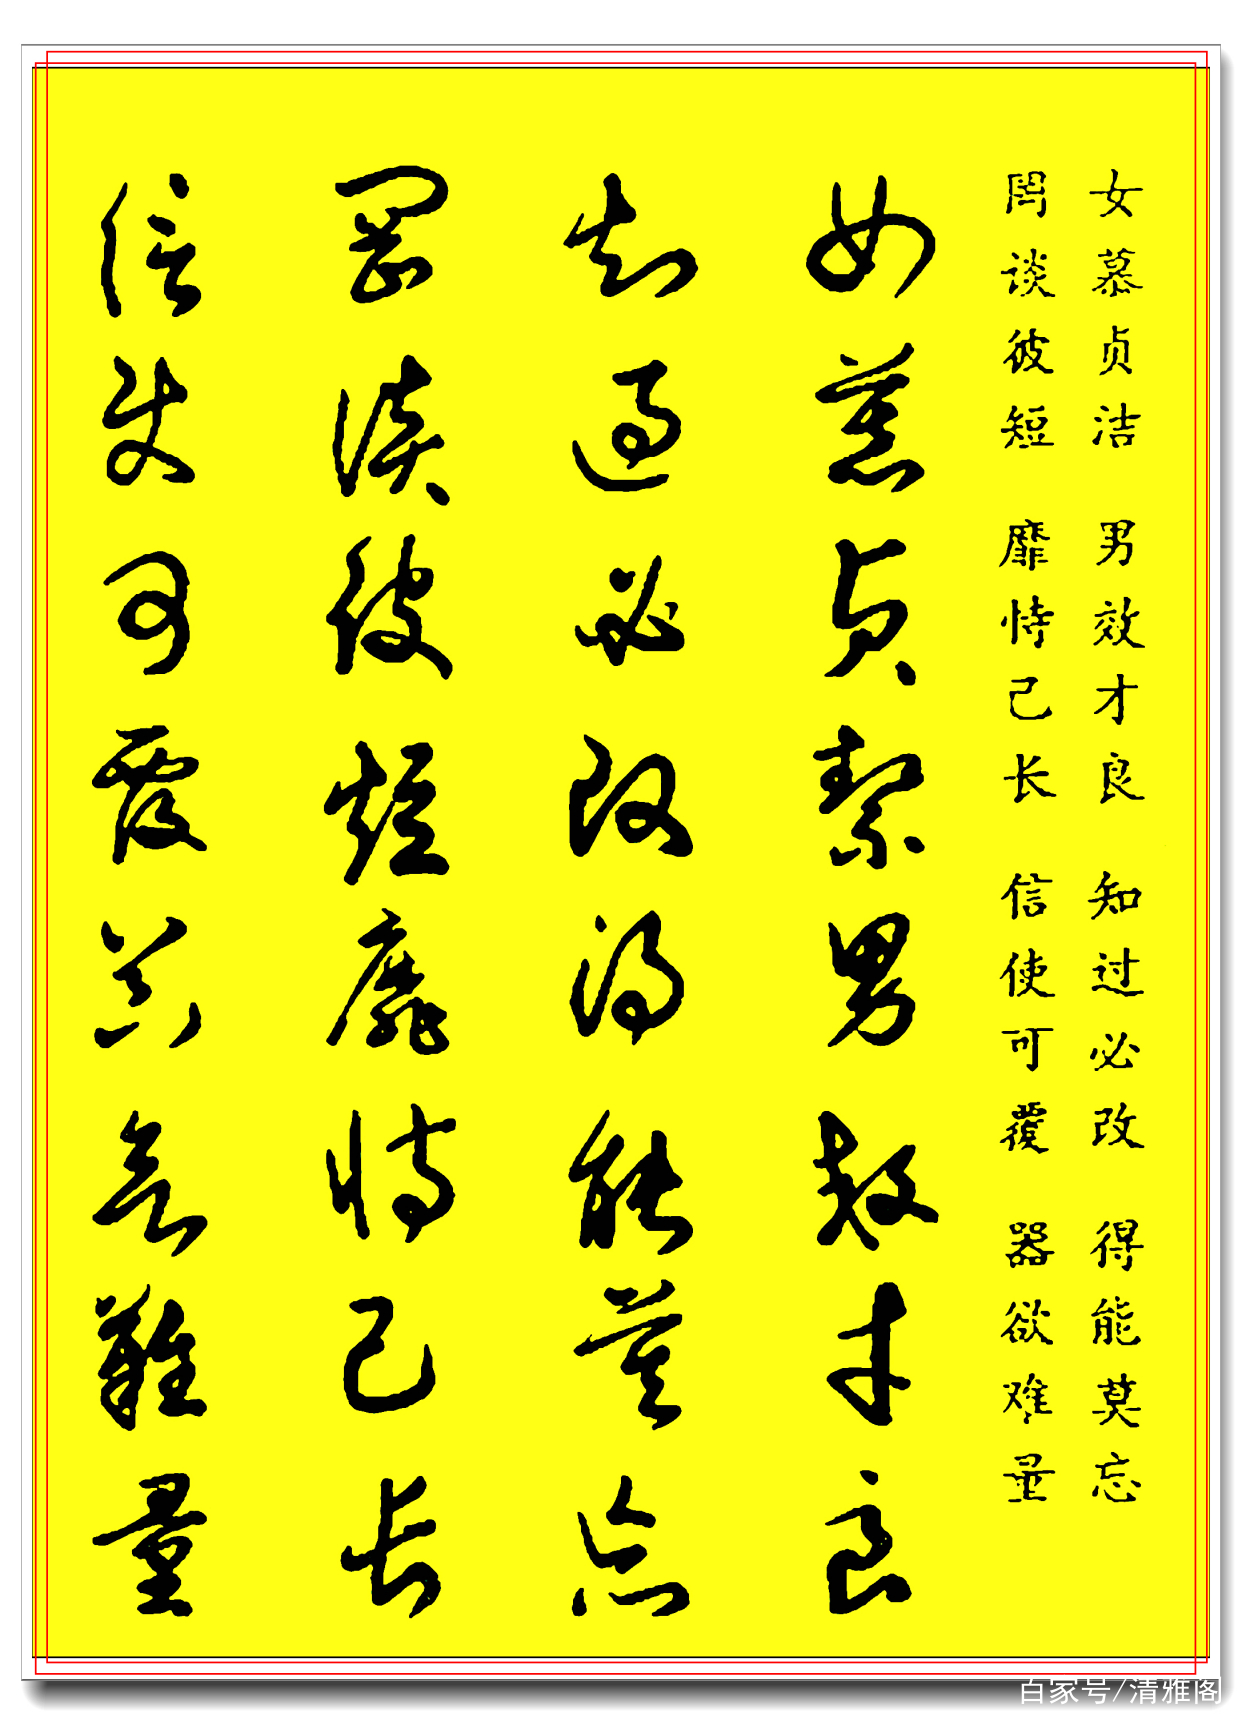 女慕贞洁 男效才良 知过必改 得能莫忘
罔谈彼短 靡恃己长 信使可覆 器欲难量
女慕贞絜男效才良
知过必改得能莫忘
罔谈彼短靡恃己长
信使可覆器欲难量
百家号/清雅阁